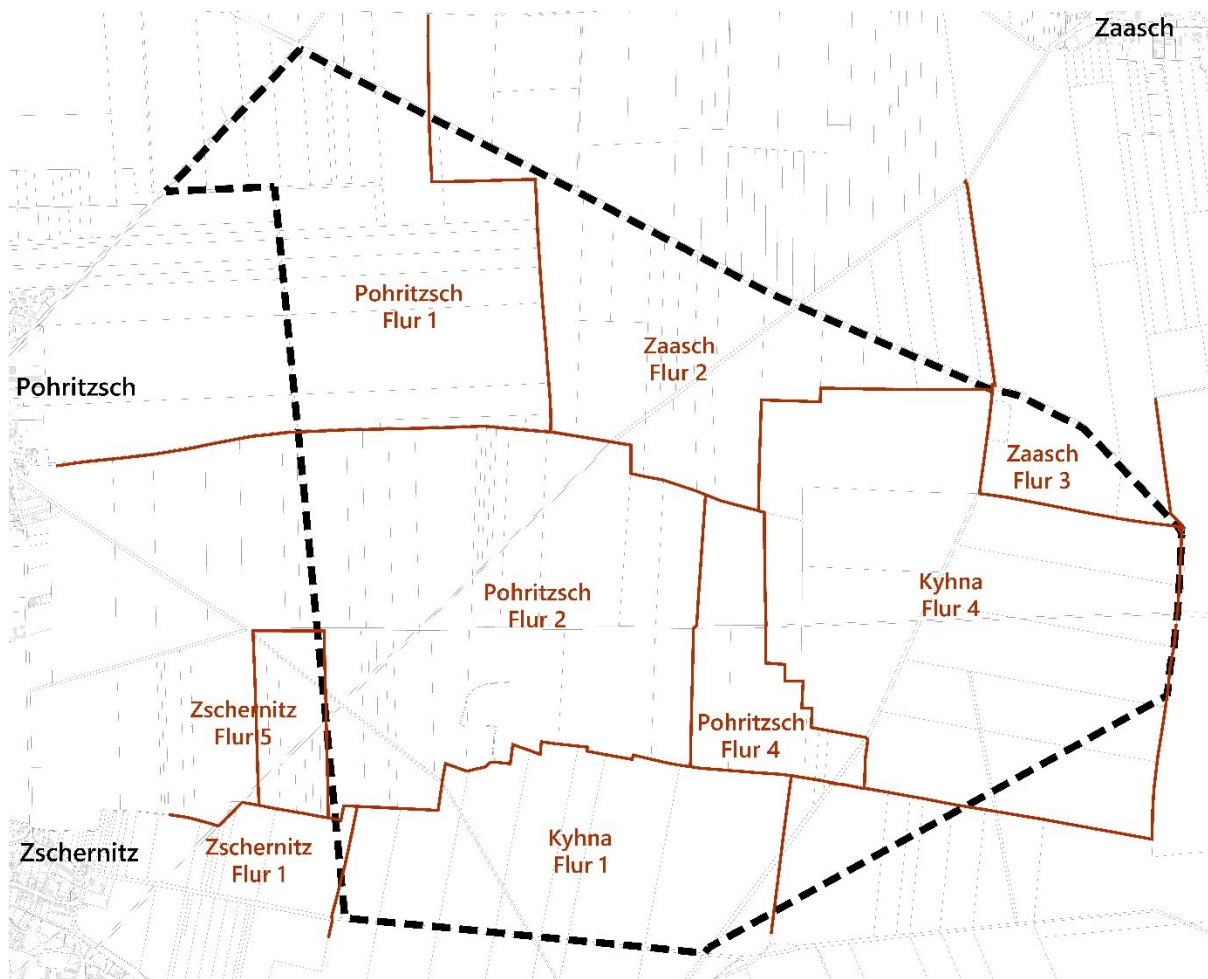 Zaasch
Pohritzsch
Flur 1
Zaasch
Flur 2
Pohritzsch
Zaasch
Flur 3
Pohritzsch
Flur 2
Kyhna
Flur 4
Zschernitz
Flur 5
Pohritzsch
Flur 4
Zschernitz
Zschernitz
Flur 1
Kyhna
Flur 1